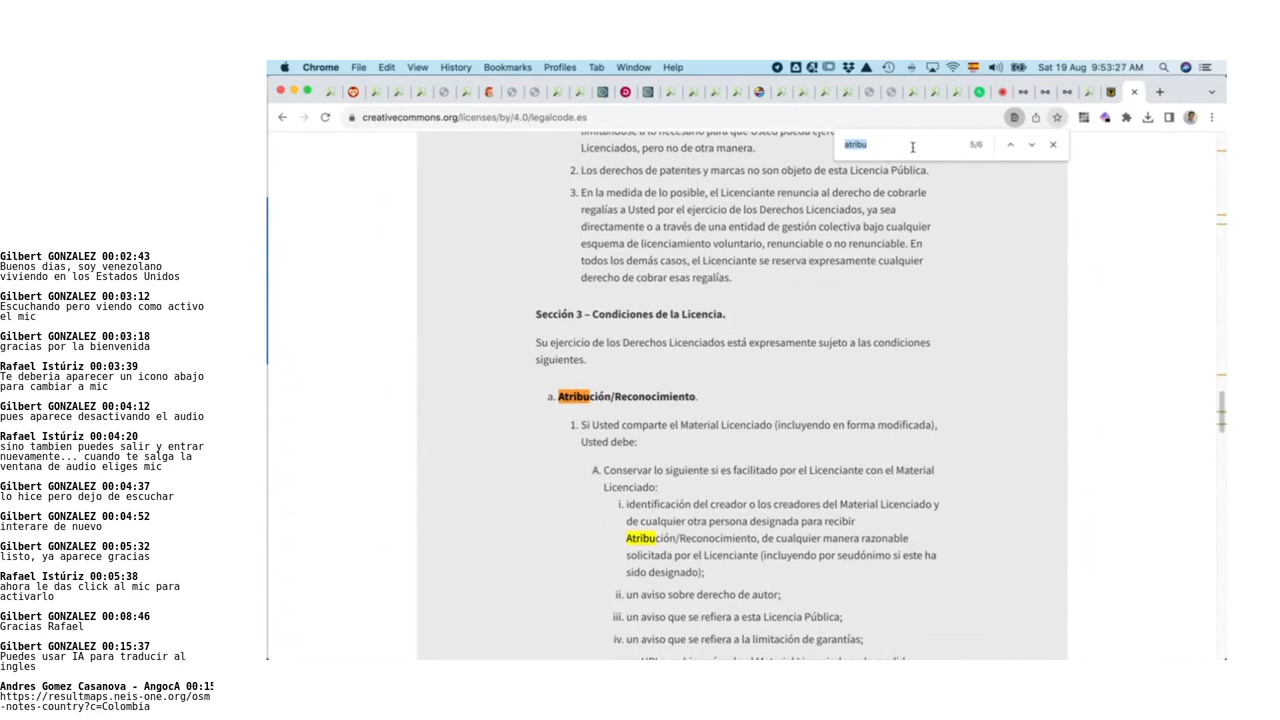 Chrome File Edit View History Bookmarks Profiles Tab Window Help
Sat 19 Aug 9:53:27 AM
creativecommons.org/licenses/by/4.0/legalcode.es
atribu
5/6
Licenciados, pero no de otra manera.
2. Los derechos de patentes y marcas no son objeto de esta Licencia Pública.
3. En la medida de lo posible, el Licenciante renuncia al derecho de cobrarle
regalías a Usted por el ejercicio de los Derechos Licenciados, ya sea
directamente o a través de una entidad de gestión colectiva bajo cualquier
esquema de licenciamiento voluntario, renunciable o no renunciable. En
todos los demás casos, el Licenciante se reserva expresamente cualquier
derecho de cobrar esas regalías.
Sección 3 – Condiciones de la Licencia.
Su ejercicio de los Derechos Licenciados está expresamente sujeto a las condiciones
siguientes.
a. Atribución/Reconocimiento.
1. Si Usted comparte el Material Licenciado (incluyendo en forma modificada),
Usted debe:
A. Conservar lo siguiente si es facilitado por el Licenciante con el Material
Licenciado:
i. identificación del creador o los creadores del Material Licenciado y
de cualquier otra persona designada para recibir
Atribución/Reconocimiento, de cualquier manera razonable
solicitada por el Licenciante (incluyendo por seudónimo si este ha
sido designado);
ii. un aviso sobre derecho de autor;
iii. un aviso que se refiera a esta Licencia Pública;
iv. un aviso que se refiera a la limitación de garantías;
Gilbert GONZALEZ 00:02:43
Buenos dias, soy venezolano
viviendo en los Estados Unidos
Gilbert GONZALEZ 00:03:12
Escuchando pero viendo como activo
el mic
Gilbert GONZALEZ 00:03:18
gracias por la bienvenida
Rafael Istúriz 00:03:39
Te deberia aparecer un icono abajo
para cambiar a mic
Gilbert GONZALEZ 00:04:12
pues aparece desactivando el audio
Rafael Istúriz 00:04:20
sino tambien puedes salir y entrar
nuevamente... cuando te salga la
ventana de audio eliges mic
Gilbert GONZALEZ 00:04:37
lo hice pero dejo de escuchar
Gilbert GONZALEZ 00:04:52
interare de nuevo
Gilbert GONZALEZ 00:05:32
listo, ya aparece gracias
Rafael Istúriz 00:05:38
ahora le das click al mic para
activarlo
Gilbert GONZALEZ 00:08:46
Gracias Rafael
Gilbert GONZALEZ 00:15:37
Puedes usar IA para traducir al
ingles
Andres Gomez Casanova - AngocA 00:15
https://resultmaps.neis-one.org/osm
-notes-country?c=Colombia